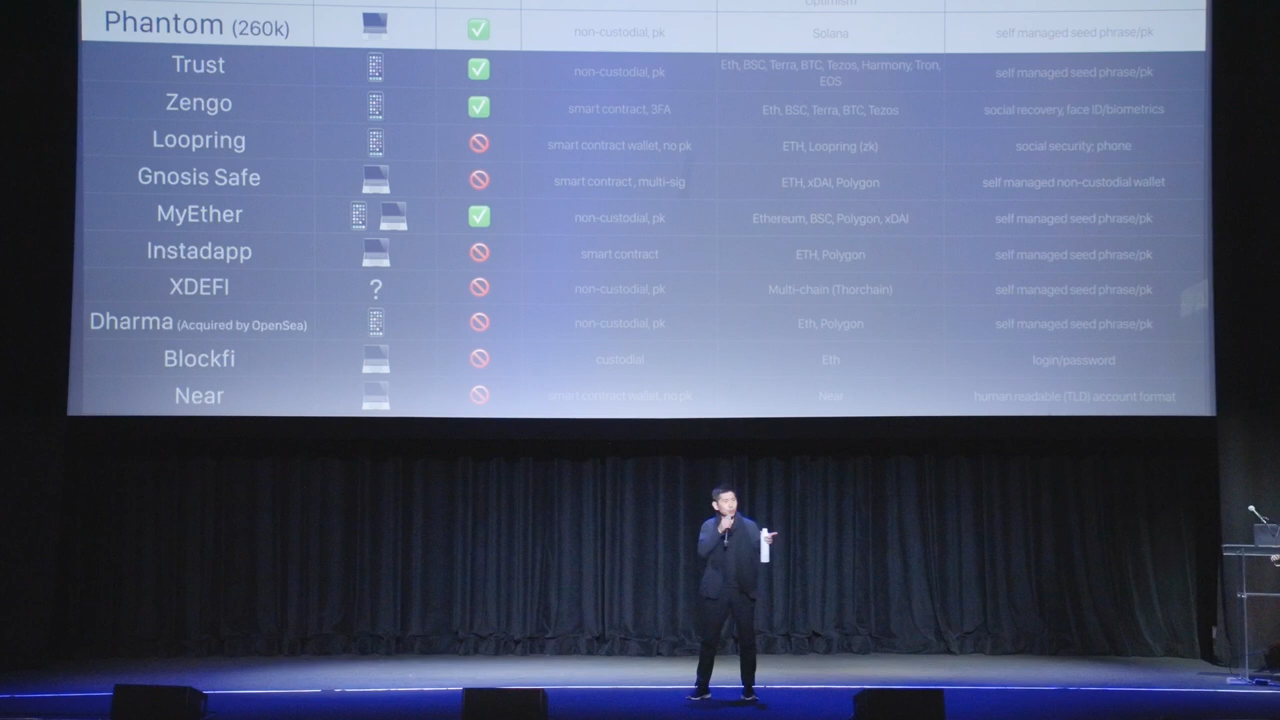 Optimism
Phantom (260k) non-custodial, pk Solana self managed seed phrase/pk
Trust non-custodial, pk Eth, BSC, Terra, BTC, Tezos, Harmony, Tron, EOS self managed seed phrase/pk
Zengo smart contract, 3FA Eth, BSC, Terra, BTC, Tezos social recovery, face ID/biometrics
Loopring smart contract wallet, no pk ETH, Loopring (zk) social security; phone
Gnosis Safe smart contract , multi-sig ETH, xDAI, Polygon self managed non-custodial wallet
MyEther non-custodial, pk Ethereum, BSC, Polygon, xDAI self managed seed phrase/pk
Instadapp smart contract ETH, Polygon self managed seed phrase/pk
XDEFI ? non-custodial, pk Multi-chain (Thorchain) self managed seed phrase/pk
Dharma (Acquired by OpenSea) non-custodial, pk Eth, Polygon self managed seed phrase/pk
Blockfi custodial Eth login/password
Near smart contract wallet, no pk Near human readable (TLD) account format